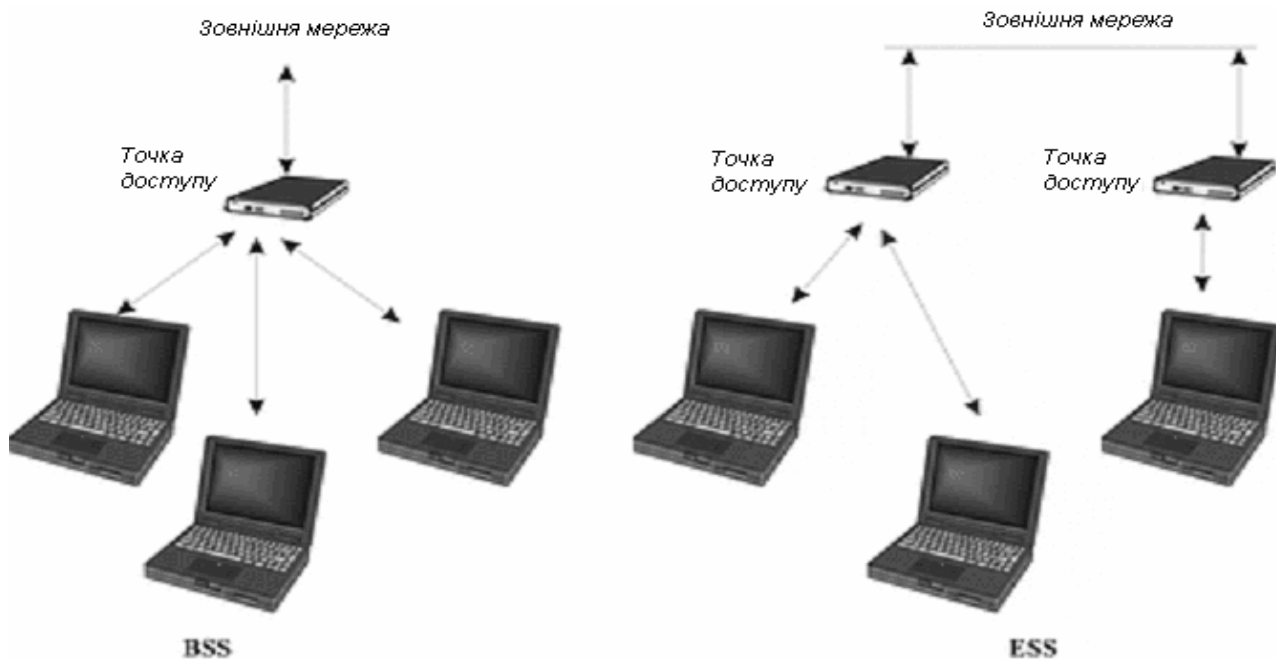 Зовнішня мережа
Точка
доступу
BSS
Зовнішня мережа
Точка
доступу
Точка
доступу
ESS